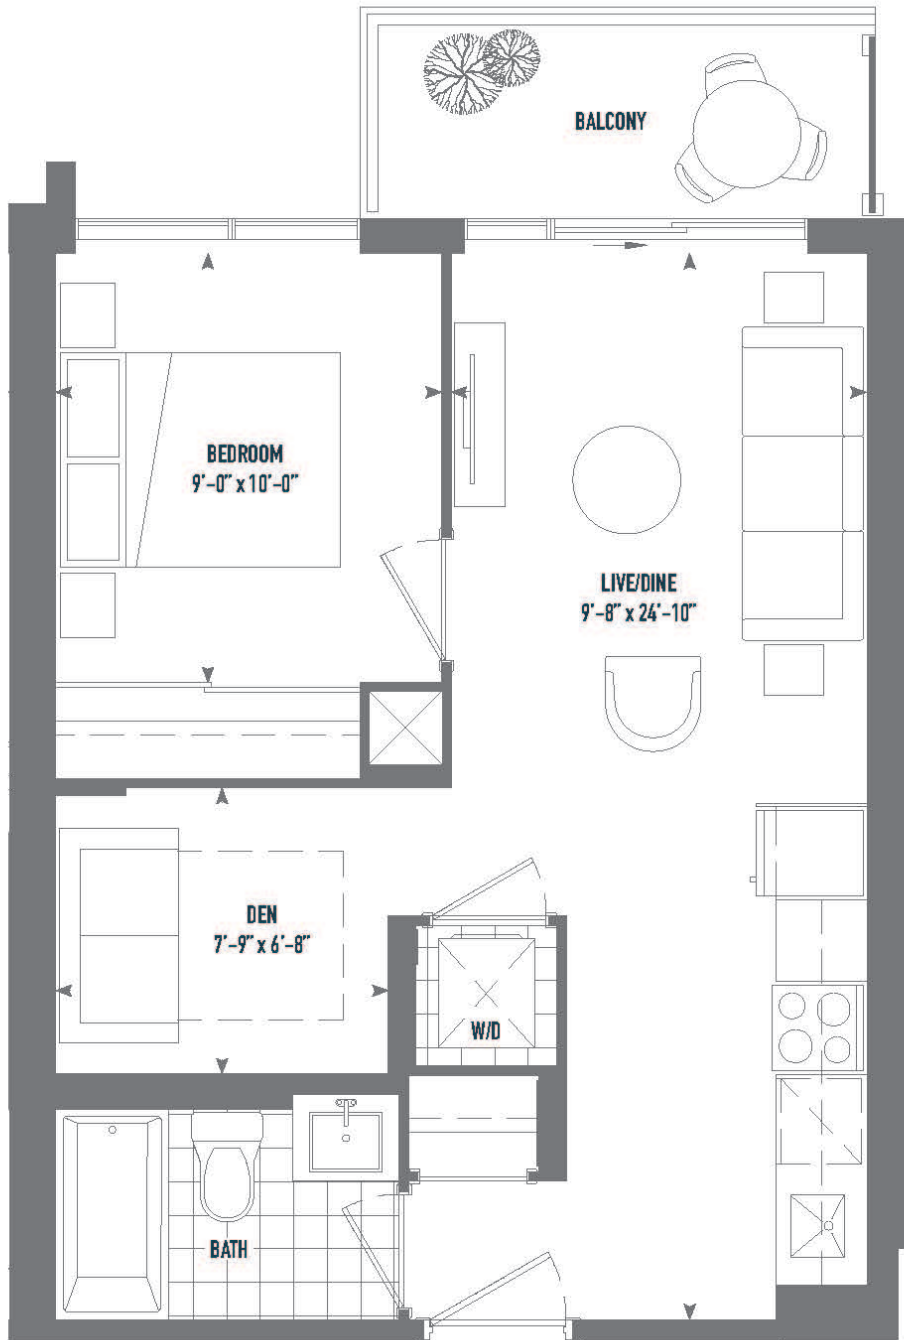 BALCONY
BEDROOM
9'-0" x 10'-0"
LIVE/DINE
9'-8" x 24'-10"
DEN
7'-9" x 6'-8"
W/D
BATH